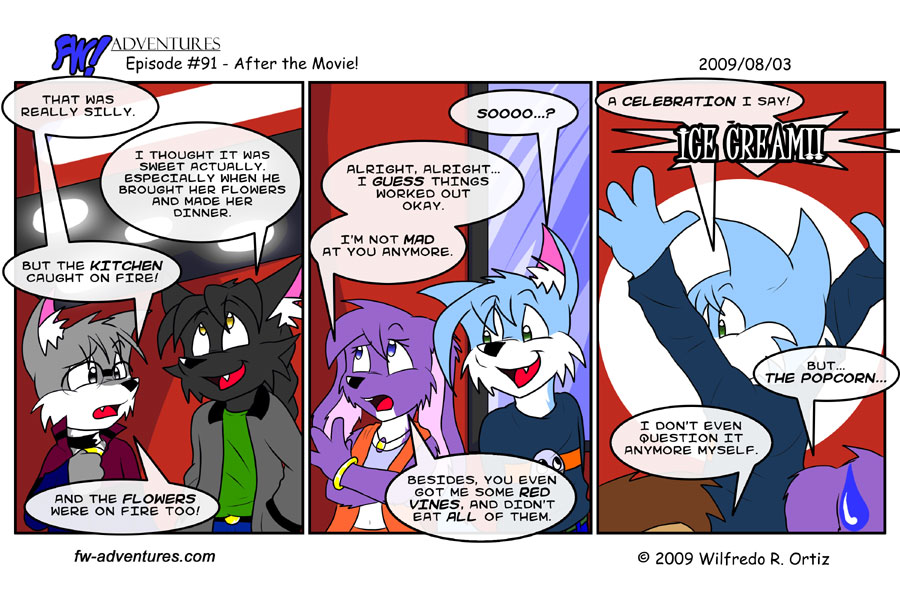 FW! ADVENTURES
Episode #91 - After the Movie!
2009/08/03
THAT WAS
REALLY SILLY.
I THOUGHT IT WAS
SWEET ACTUALLY.
ESPECIALLY WHEN HE
BROUGHT HER FLOWERS
AND MADE HER
DINNER.
BUT THE KITCHEN
CAUGHT ON FIRE!
AND THE FLOWERS
WERE ON FIRE TOO!
ALRIGHT, ALRIGHT...
I GUESS THINGS
WORKED OUT
OKAY.
I'M NOT MAD
AT YOU ANYMORE.
SOOOO...?
BESIDES, YOU EVEN
GOT ME SOME RED
VINES, AND DIDN'T
EAT ALL OF THEM.
A CELEBRATION I SAY!
ICE CREAM!!
BUT...
THE POPCORN...
I DON'T EVEN
QUESTION IT
ANYMORE MYSELF.
fw-adventures.com
© 2009 Wilfredo R. Ortiz